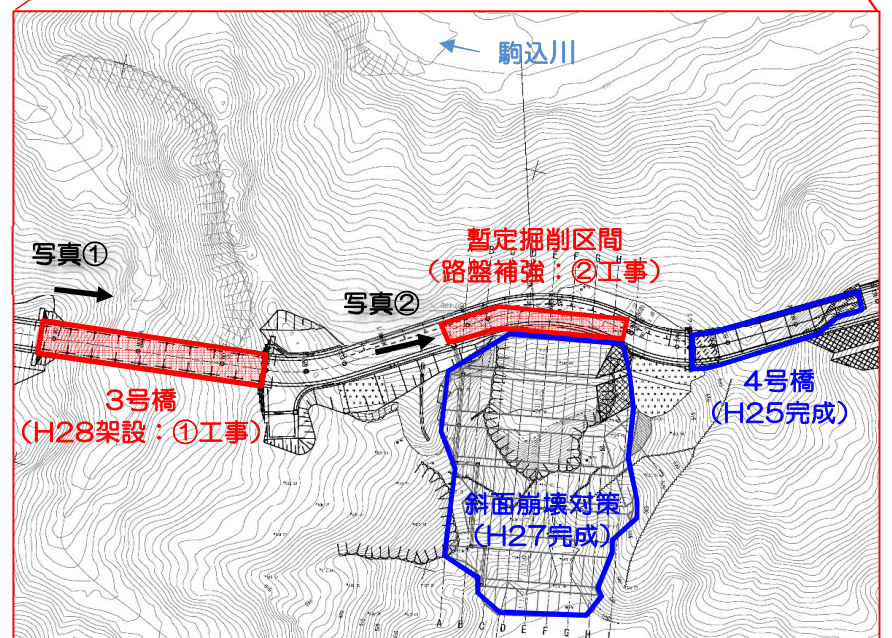 駒込川
写真①
暫定掘削区間
(路盤補強：②工事)
写真②
3号橋
(H28架設：①工事)
4号橋
(H25完成)
斜面崩壊対策
(H27完成)
A B C D E F G H I